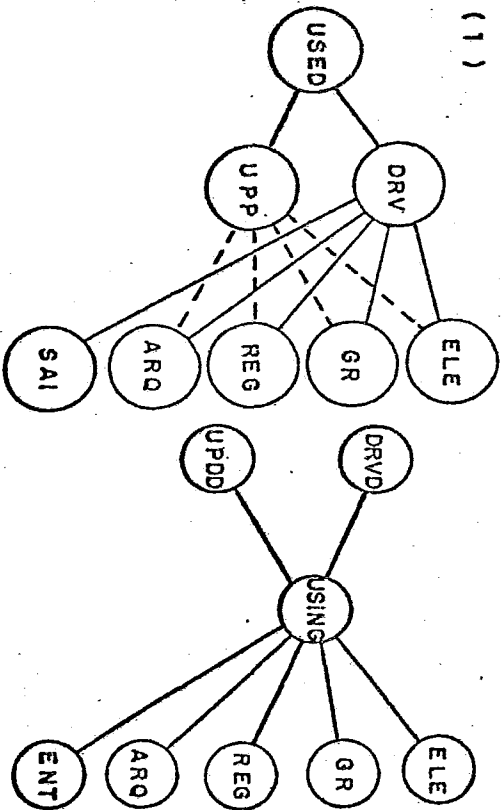 (1)
USED
DRV
UPP
ELE
GR
REG
ARQ
SAI
DRVD
UPDD
USING
ELE
GR
REG
ARQ
ENT